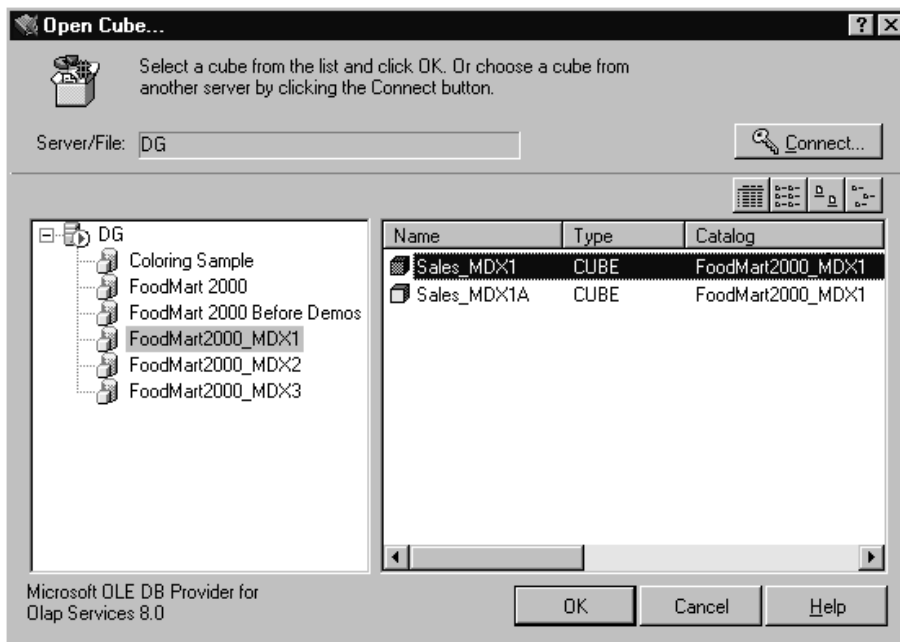 Open Cube...
Select a cube from the list and click OK. Or choose a cube from
another server by clicking the Connect button.
Server/File: DG
Connect...
DG
Coloring Sample
FoodMart 2000
FoodMart 2000 Before Demos
FoodMart2000_MDX1
FoodMart2000_MDX2
FoodMart2000_MDX3
Name Type Catalog
Sales_MDX1 CUBE FoodMart2000_MDX1
Sales_MDX1A CUBE FoodMart2000_MDX1
Microsoft OLE DB Provider for
Olap Services 8.0
OK Cancel Help